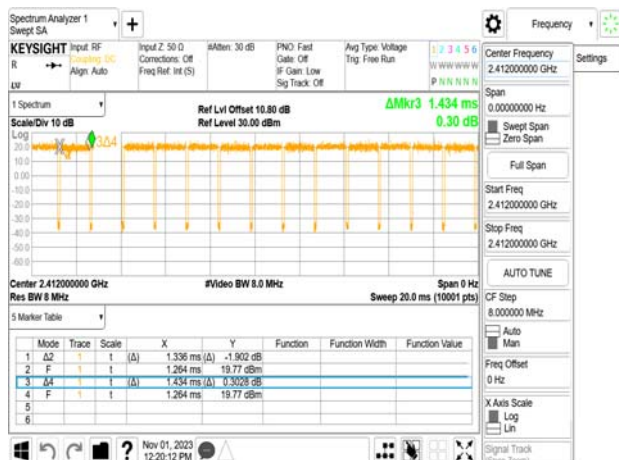 Spectrum Analyzer 1
Swept SA
Frequency
KEYSIGHT
Input: RF
Coupling: DC
Align: Auto
Input Z: 50 Ω
Corrections: Off
Freq Ref: Int (S)
#Atten: 30 dB
PNO: Fast
Gate: Off
IF Gain: Low
Sig Track: Off
Avg Type: Voltage
Trig: Free Run
1 2 3 4 5 6
W W W W W W
P N N N N N
R
Center Frequency
2.412000000 GHz
Settings
1 Spectrum
Scale/Div 10 dB
Ref Lvl Offset 10.80 dB
Ref Level 30.00 dBm
ΔMkr3 1.434 ms
0.30 dB
Log
20.0
10.0
0.00
-10.0
-20.0
-30.0
-40.0
-50.0
-60.0
3Δ4
Span
0.00000000 Hz
Swept Span
Zero Span
Full Span
Start Freq
2.412000000 GHz
Stop Freq
2.412000000 GHz
AUTO TUNE
Center 2.412000000 GHz
Res BW 8 MHz
#Video BW 8.0 MHz
Span 0 Hz
Sweep 20.0 ms (10001 pts)
CF Step
8.000000 MHz
Auto
Man
Freq Offset
0 Hz
X Axis Scale
Log
Lin
Signal Track
5 Marker Table
Mode Trace Scale X Y Function Function Width Function Value
1 Δ2 1 t (Δ) 1.336 ms (Δ) -1.902 dB
2 F 1 t 1.264 ms 19.77 dBm
3 Δ4 1 t (Δ) 1.434 ms (Δ) 0.3028 dB
4 F 1 t 1.264 ms 19.77 dBm
5
6
?
Nov 01, 2023
12:20:12 PM